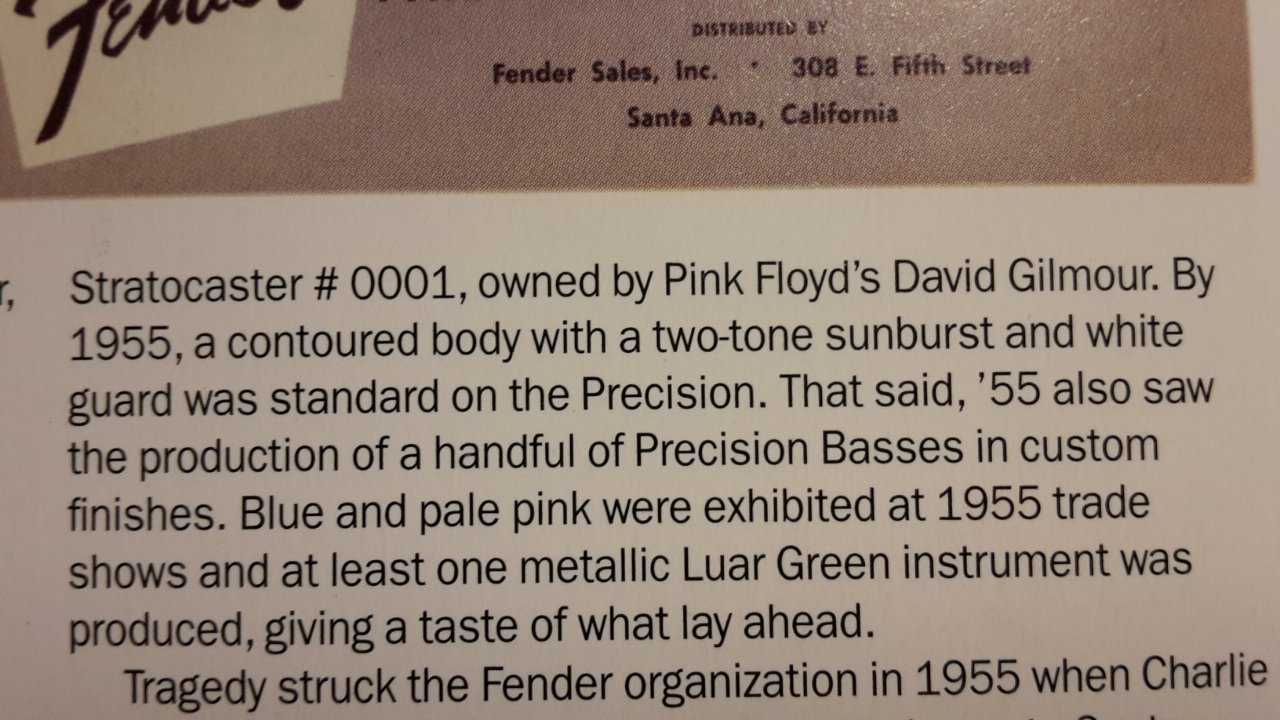 Fender
DISTRIBUTED BY
Fender Sales, Inc. · 308 E. Fifth Street
Santa Ana, California
r, Stratocaster # 0001, owned by Pink Floyd's David Gilmour. By
1955, a contoured body with a two-tone sunburst and white
guard was standard on the Precision. That said, '55 also saw
the production of a handful of Precision Basses in custom
finishes. Blue and pale pink were exhibited at 1955 trade
shows and at least one metallic Luar Green instrument was
produced, giving a taste of what lay ahead.
Tragedy struck the Fender organization in 1955 when Charlie